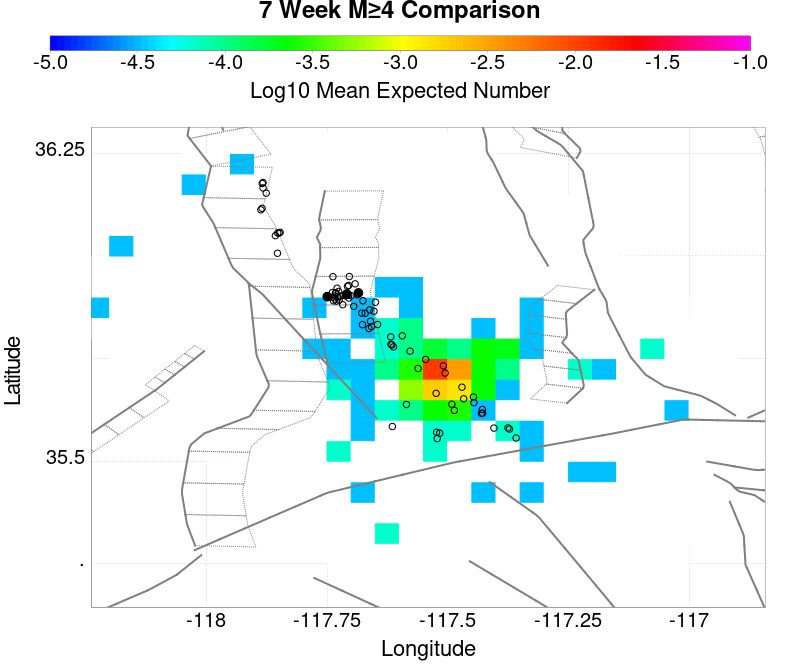 7 Week M≥4 Comparison
-5.0 -4.5 -4.0 -3.5 -3.0 -2.5 -2.0 -1.5 -1.0
Log10 Mean Expected Number
36.25
Latitude
35.5
.
-118 -117.75 -117.5 -117.25 -117
Longitude